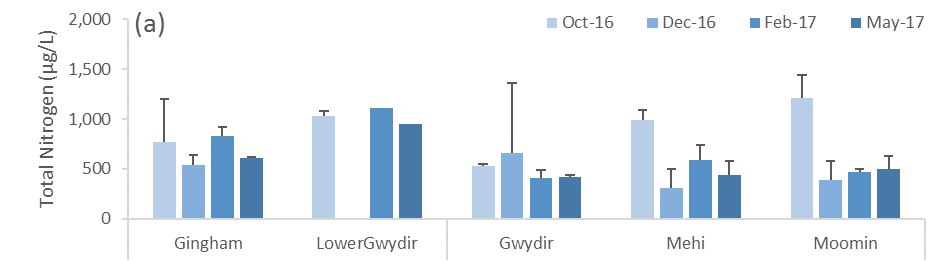 (a)
Oct-16 Dec-16 Feb-17 May-17
Total Nitrogen (µg/L)
2,000
1,500
1,000
500
0
Gingham LowerGwydir Gwydir Mehi Moomin